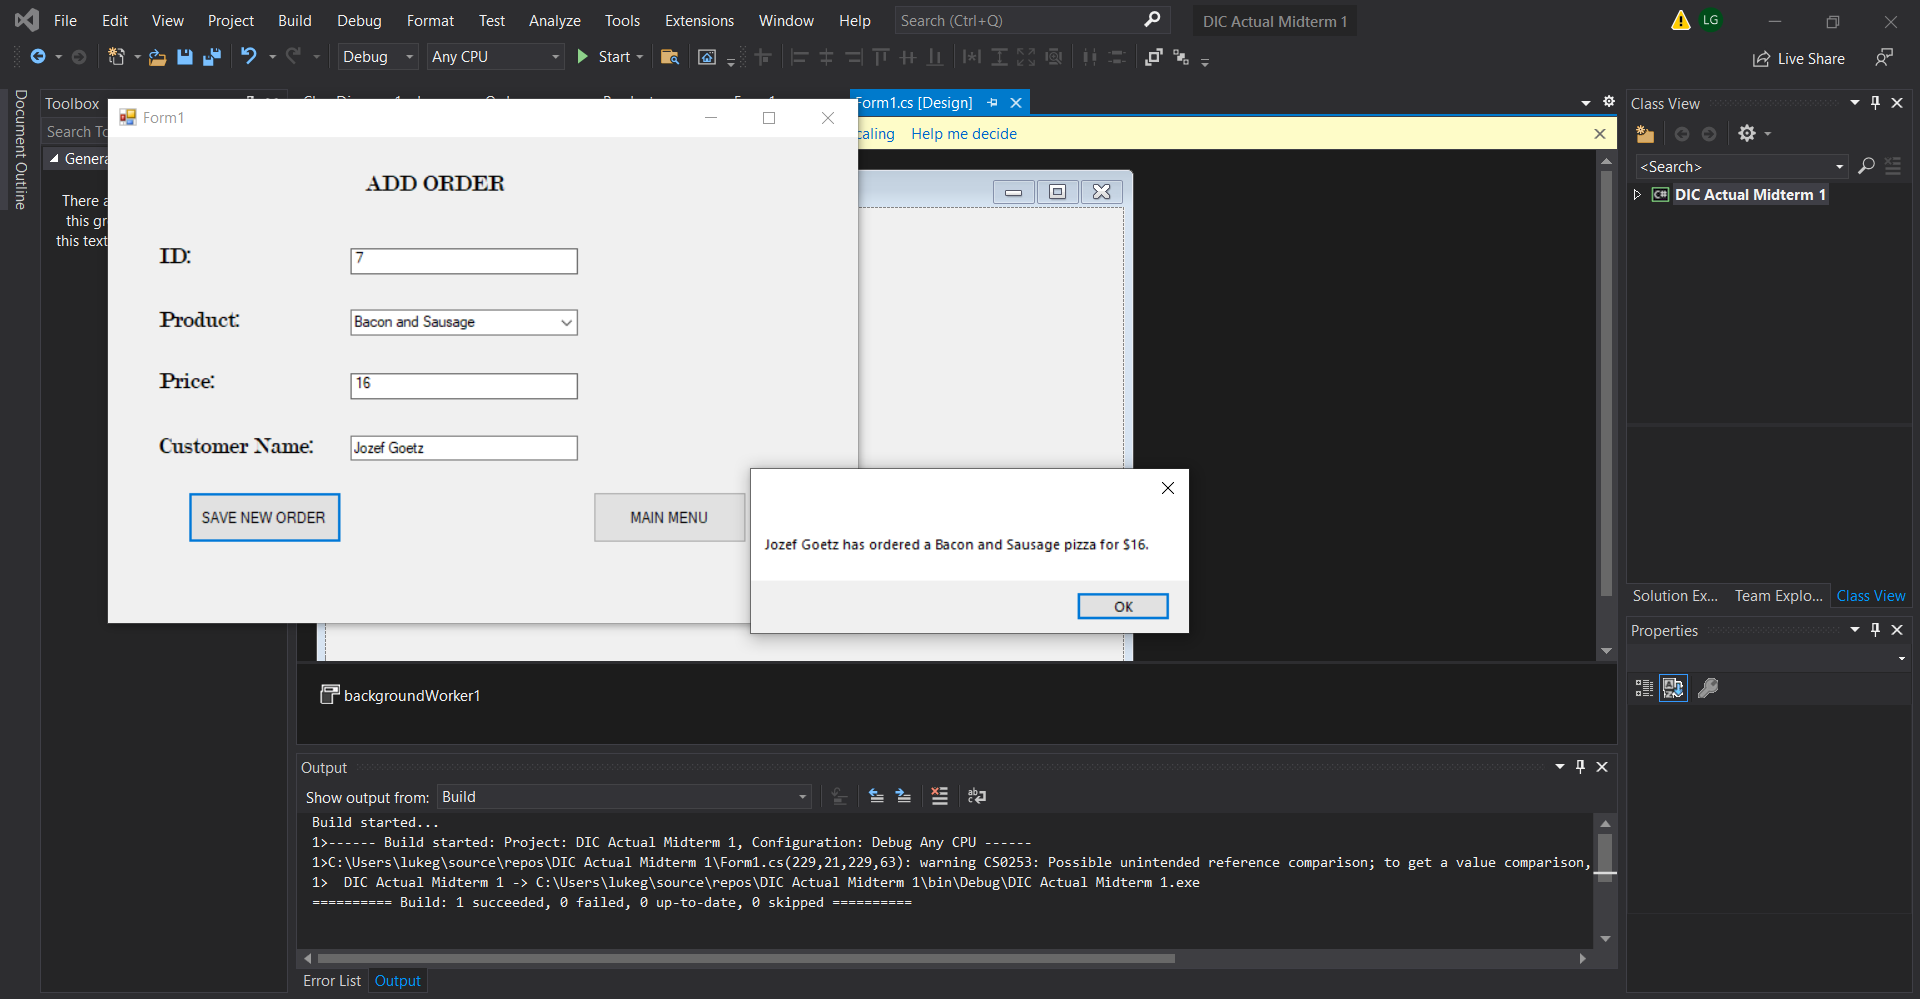 File Edit View Project Build Debug Format Test Analyze Tools Extensions Window Help Search (Ctrl+Q) DIC Actual Midterm 1 LG
Debug Any CPU Start Live Share
Document Outline
Toolbox
Search To
Genera
There a
this gr
this text
Form1.cs [Design]
caling Help me decide
Form1
ADD ORDER
ID: 7
Product: Bacon and Sausage
Price: 16
Customer Name: Jozef Goetz
SAVE NEW ORDER MAIN MENU
Jozef Goetz has ordered a Bacon and Sausage pizza for $16.
OK
backgroundWorker1
Class View
<Search>
C# DIC Actual Midterm 1
Solution Ex... Team Explo... Class View
Properties
Output
Show output from: Build
Build started...
1>------ Build started: Project: DIC Actual Midterm 1, Configuration: Debug Any CPU ------
1>C:\Users\lukeg\source\repos\DIC Actual Midterm 1\Form1.cs(229,21,229,63): warning CS0253: Possible unintended reference comparison; to get a value comparison,
1>  DIC Actual Midterm 1 -> C:\Users\lukeg\source\repos\DIC Actual Midterm 1\bin\Debug\DIC Actual Midterm 1.exe
========== Build: 1 succeeded, 0 failed, 0 up-to-date, 0 skipped ==========
Error List Output